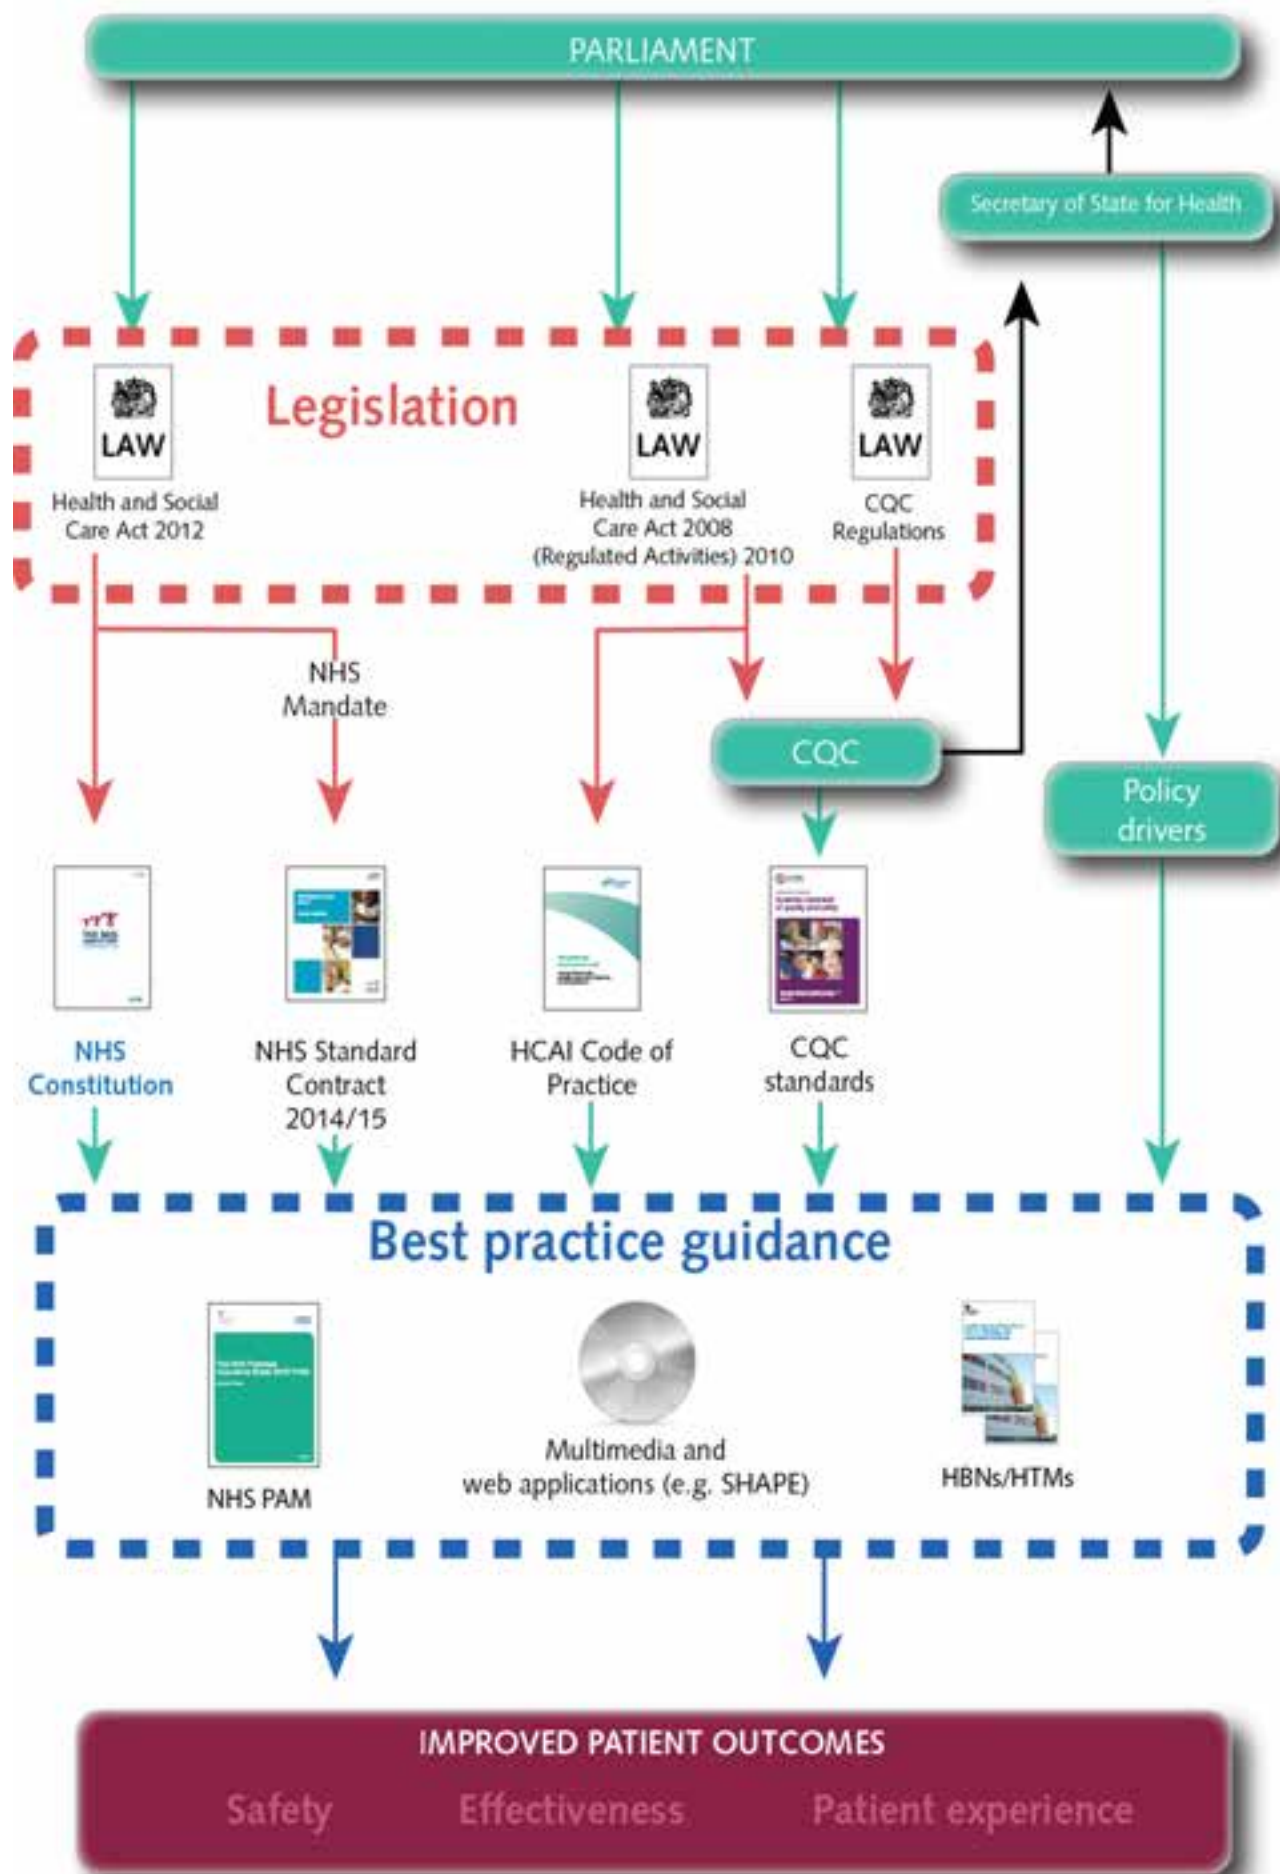 PARLIAMENT
Secretary of State for Health
Legislation
LAW
Health and Social
Care Act 2012
LAW
Health and Social
Care Act 2008
(Regulated Activities) 2010
LAW
CQC
Regulations
NHS
Mandate
CQC
Policy
drivers
NHS
Constitution
NHS Standard
Contract
2014/15
HCAI Code of
Practice
CQC
standards
Best practice guidance
NHS PAM
Multimedia and
web applications (e.g. SHAPE)
HBNs/HTMs
IMPROVED PATIENT OUTCOMES
Safety Effectiveness Patient experience